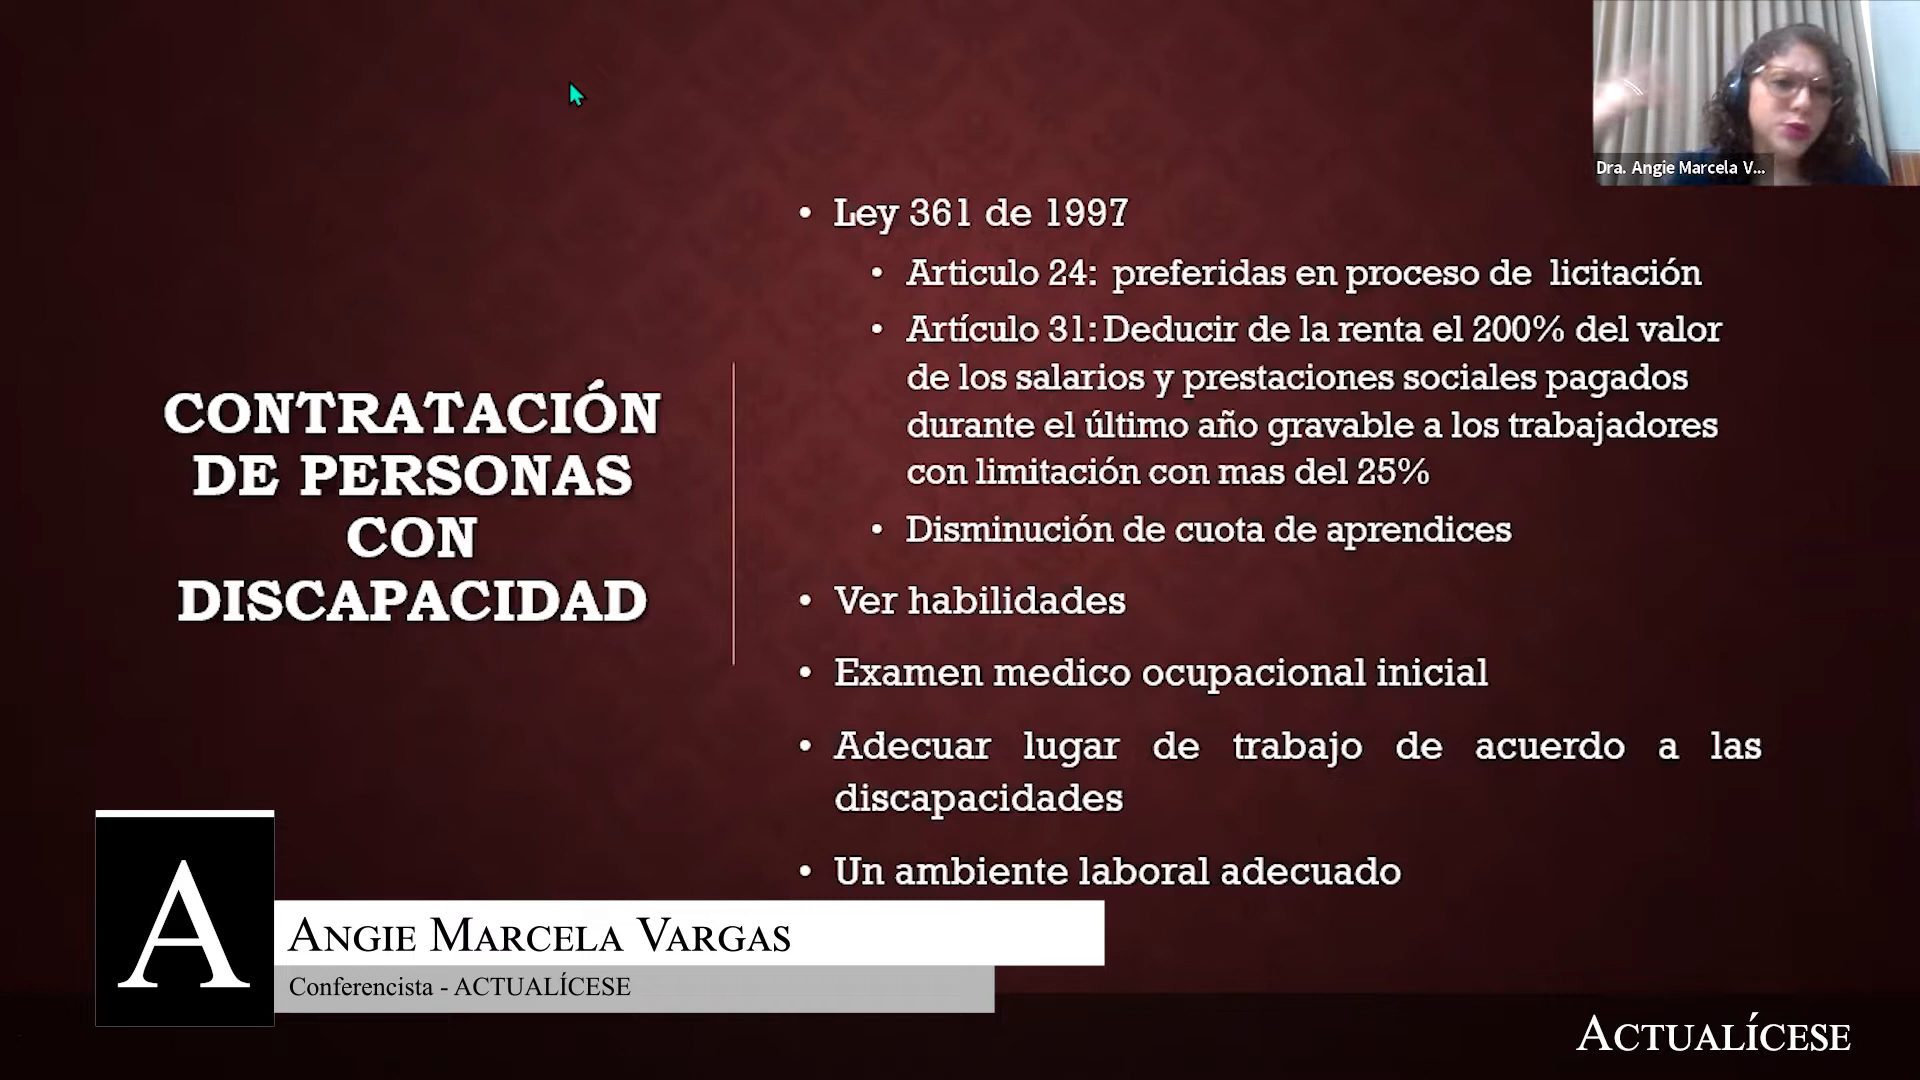 Dra. Angie Marcela V...
CONTRATACIÓN
DE PERSONAS
CON
DISCAPACIDAD
• Ley 361 de 1997
• Articulo 24: preferidas en proceso de licitación
• Artículo 31: Deducir de la renta el 200% del valor
de los salarios y prestaciones sociales pagados
durante el último año gravable a los trabajadores
con limitación con mas del 25%
• Disminución de cuota de aprendices
• Ver habilidades
• Examen medico ocupacional inicial
• Adecuar lugar de trabajo de acuerdo a las
discapacidades
• Un ambiente laboral adecuado
A
ANGIE MARCELA VARGAS
Conferencista - ACTUALÍCESE
ACTUALÍCESE